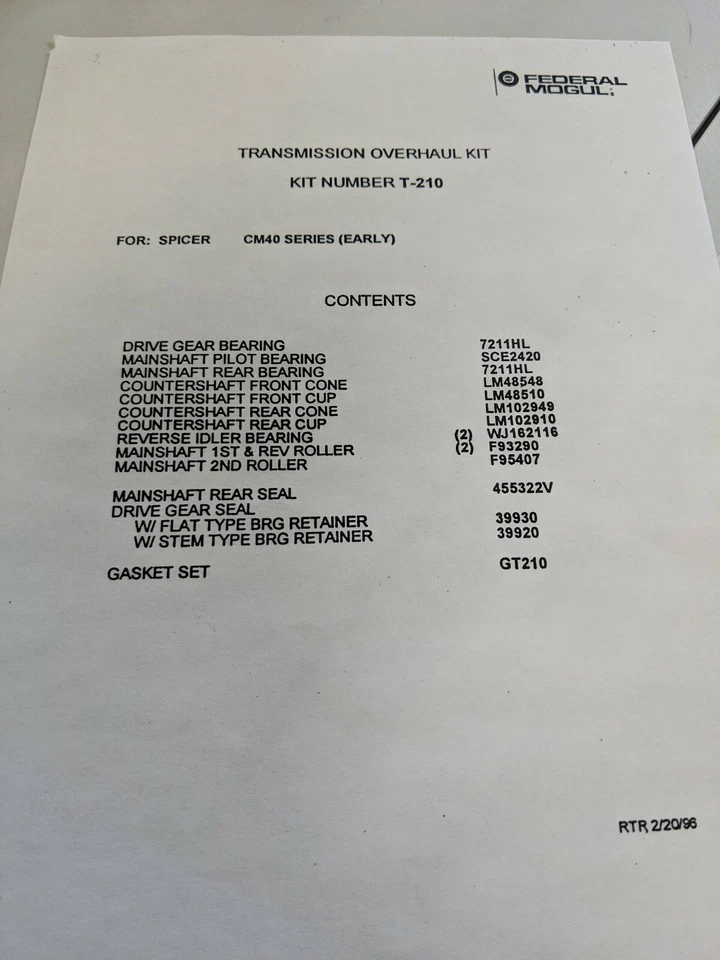 FEDERAL
MOGUL
TRANSMISSION OVERHAUL KIT
KIT NUMBER T-210
FOR: SPICER CM40 SERIES (EARLY)
CONTENTS
DRIVE GEAR BEARING 7211HL
MAINSHAFT PILOT BEARING SCE2420
MAINSHAFT REAR BEARING 7211HL
COUNTERSHAFT FRONT CONE LM48548
COUNTERSHAFT FRONT CUP LM48510
COUNTERSHAFT REAR CONE LM102949
COUNTERSHAFT REAR CUP LM102910
REVERSE IDLER BEARING (2) WJ162116
MAINSHAFT 1ST & REV ROLLER (2) F93290
MAINSHAFT 2ND ROLLER F95407
MAINSHAFT REAR SEAL 455322V
DRIVE GEAR SEAL
W/ FLAT TYPE BRG RETAINER 39930
W/ STEM TYPE BRG RETAINER 39920
GASKET SET GT210
RTR 2/20/96